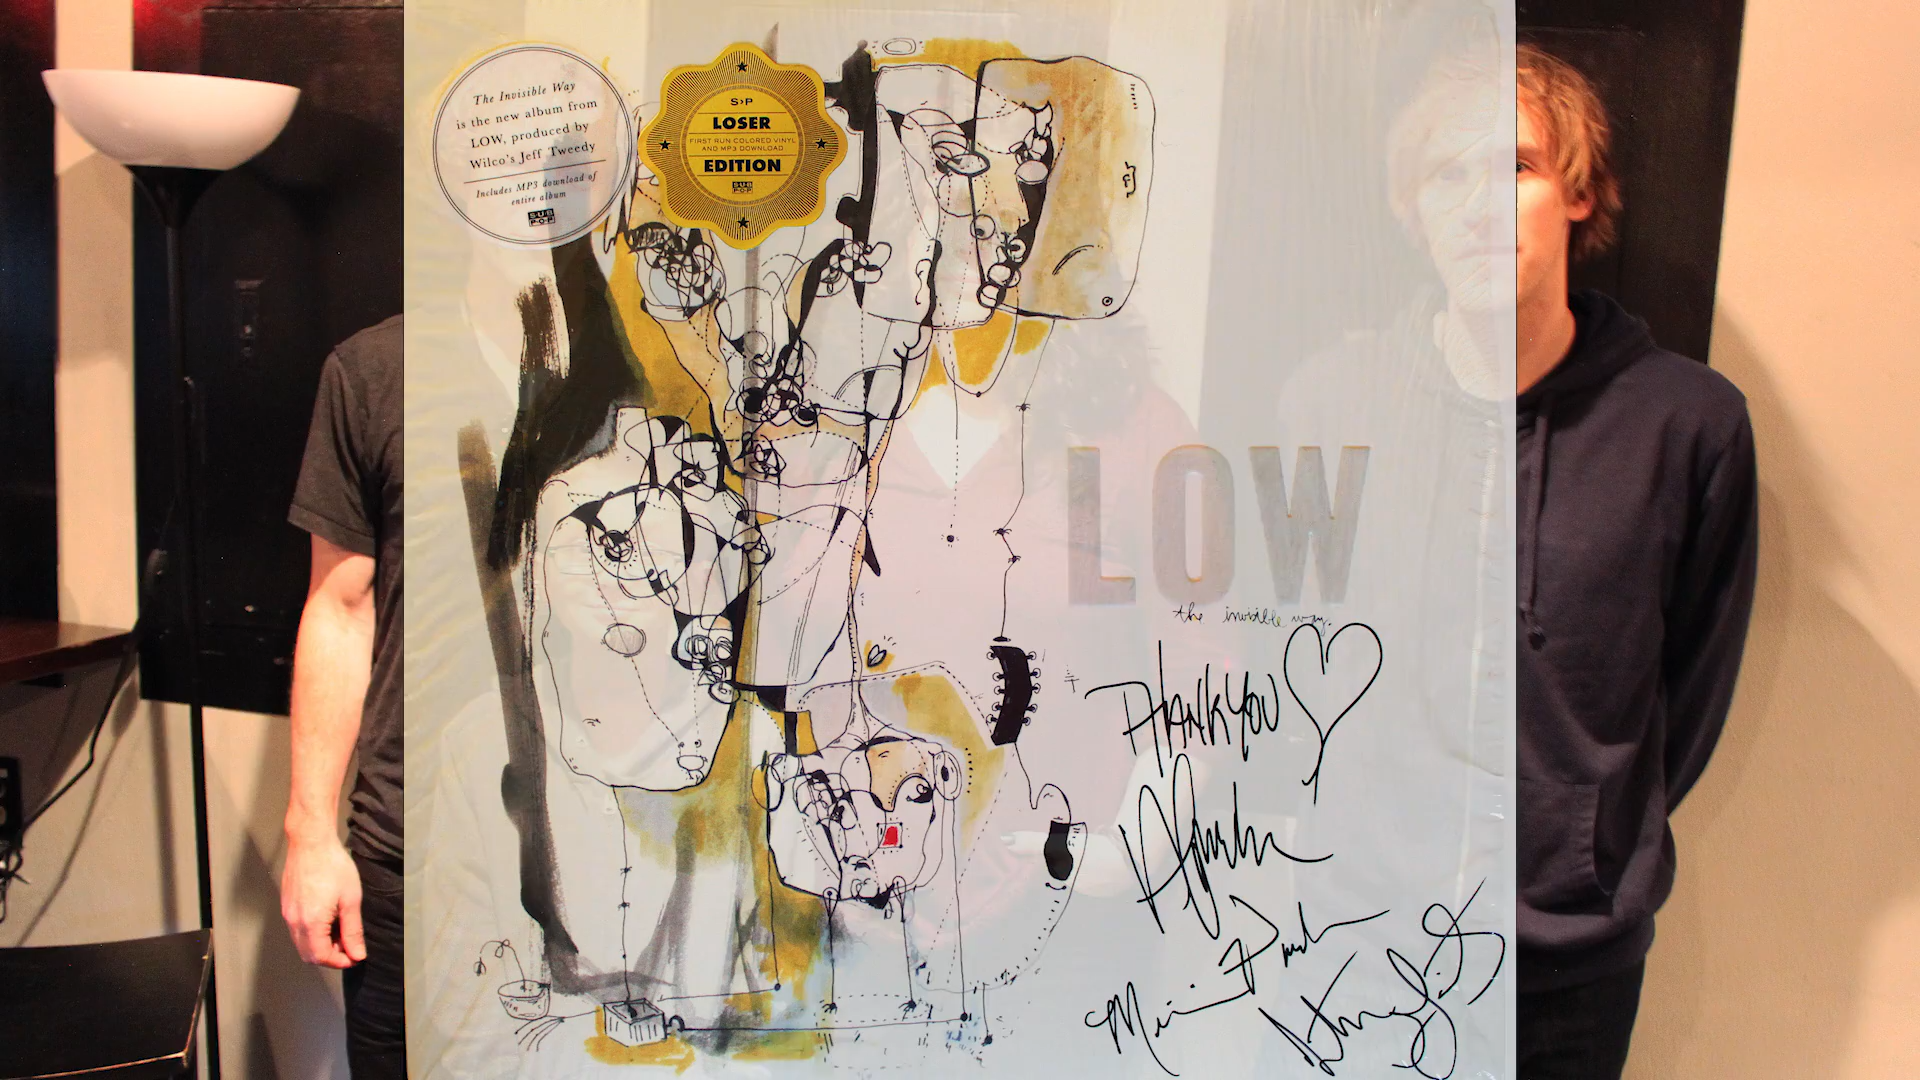 The Invisible Way
is the new album from
LOW, produced by
Wilco's Jeff Tweedy
Includes MP3 download of
entire album
SUB
POP
S>P
LOSER
FIRST RUN COLORED VINYL
AND MP3 DOWNLOAD
EDITION
SUB
POP
LOW
the invisible way.
THANK YOU